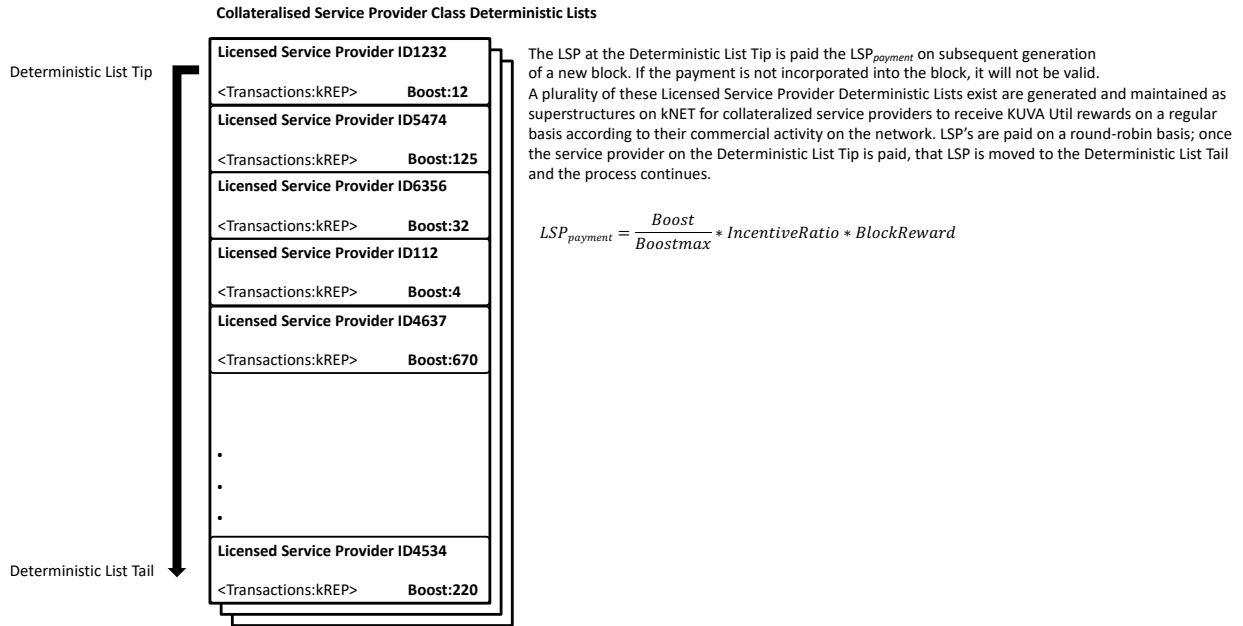 Collateralised Service Provider Class Deterministic Lists
Deterministic List Tip
Licensed Service Provider ID1232
<Transactions:kREP> Boost:12
Licensed Service Provider ID5474
<Transactions:kREP> Boost:125
Licensed Service Provider ID6356
<Transactions:kREP> Boost:32
Licensed Service Provider ID112
<Transactions:kREP> Boost:4
Licensed Service Provider ID4637
<Transactions:kREP> Boost:670
.
.
.
Licensed Service Provider ID4534
<Transactions:kREP> Boost:220
Deterministic List Tail
The LSP at the Deterministic List Tip is paid the LSPpayment on subsequent generation
of a new block. If the payment is not incorporated into the block, it will not be valid.
A plurality of these Licensed Service Provider Deterministic Lists exist are generated and maintained as
superstructures on kNET for collateralized service providers to receive KUVA Util rewards on a regular
basis according to their commercial activity on the network. LSP's are paid on a round-robin basis; once
the service provider on the Deterministic List Tip is paid, that LSP is moved to the Deterministic List Tail
and the process continues.
LSPpayment = Boost / Boostmax * IncentiveRatio * BlockReward